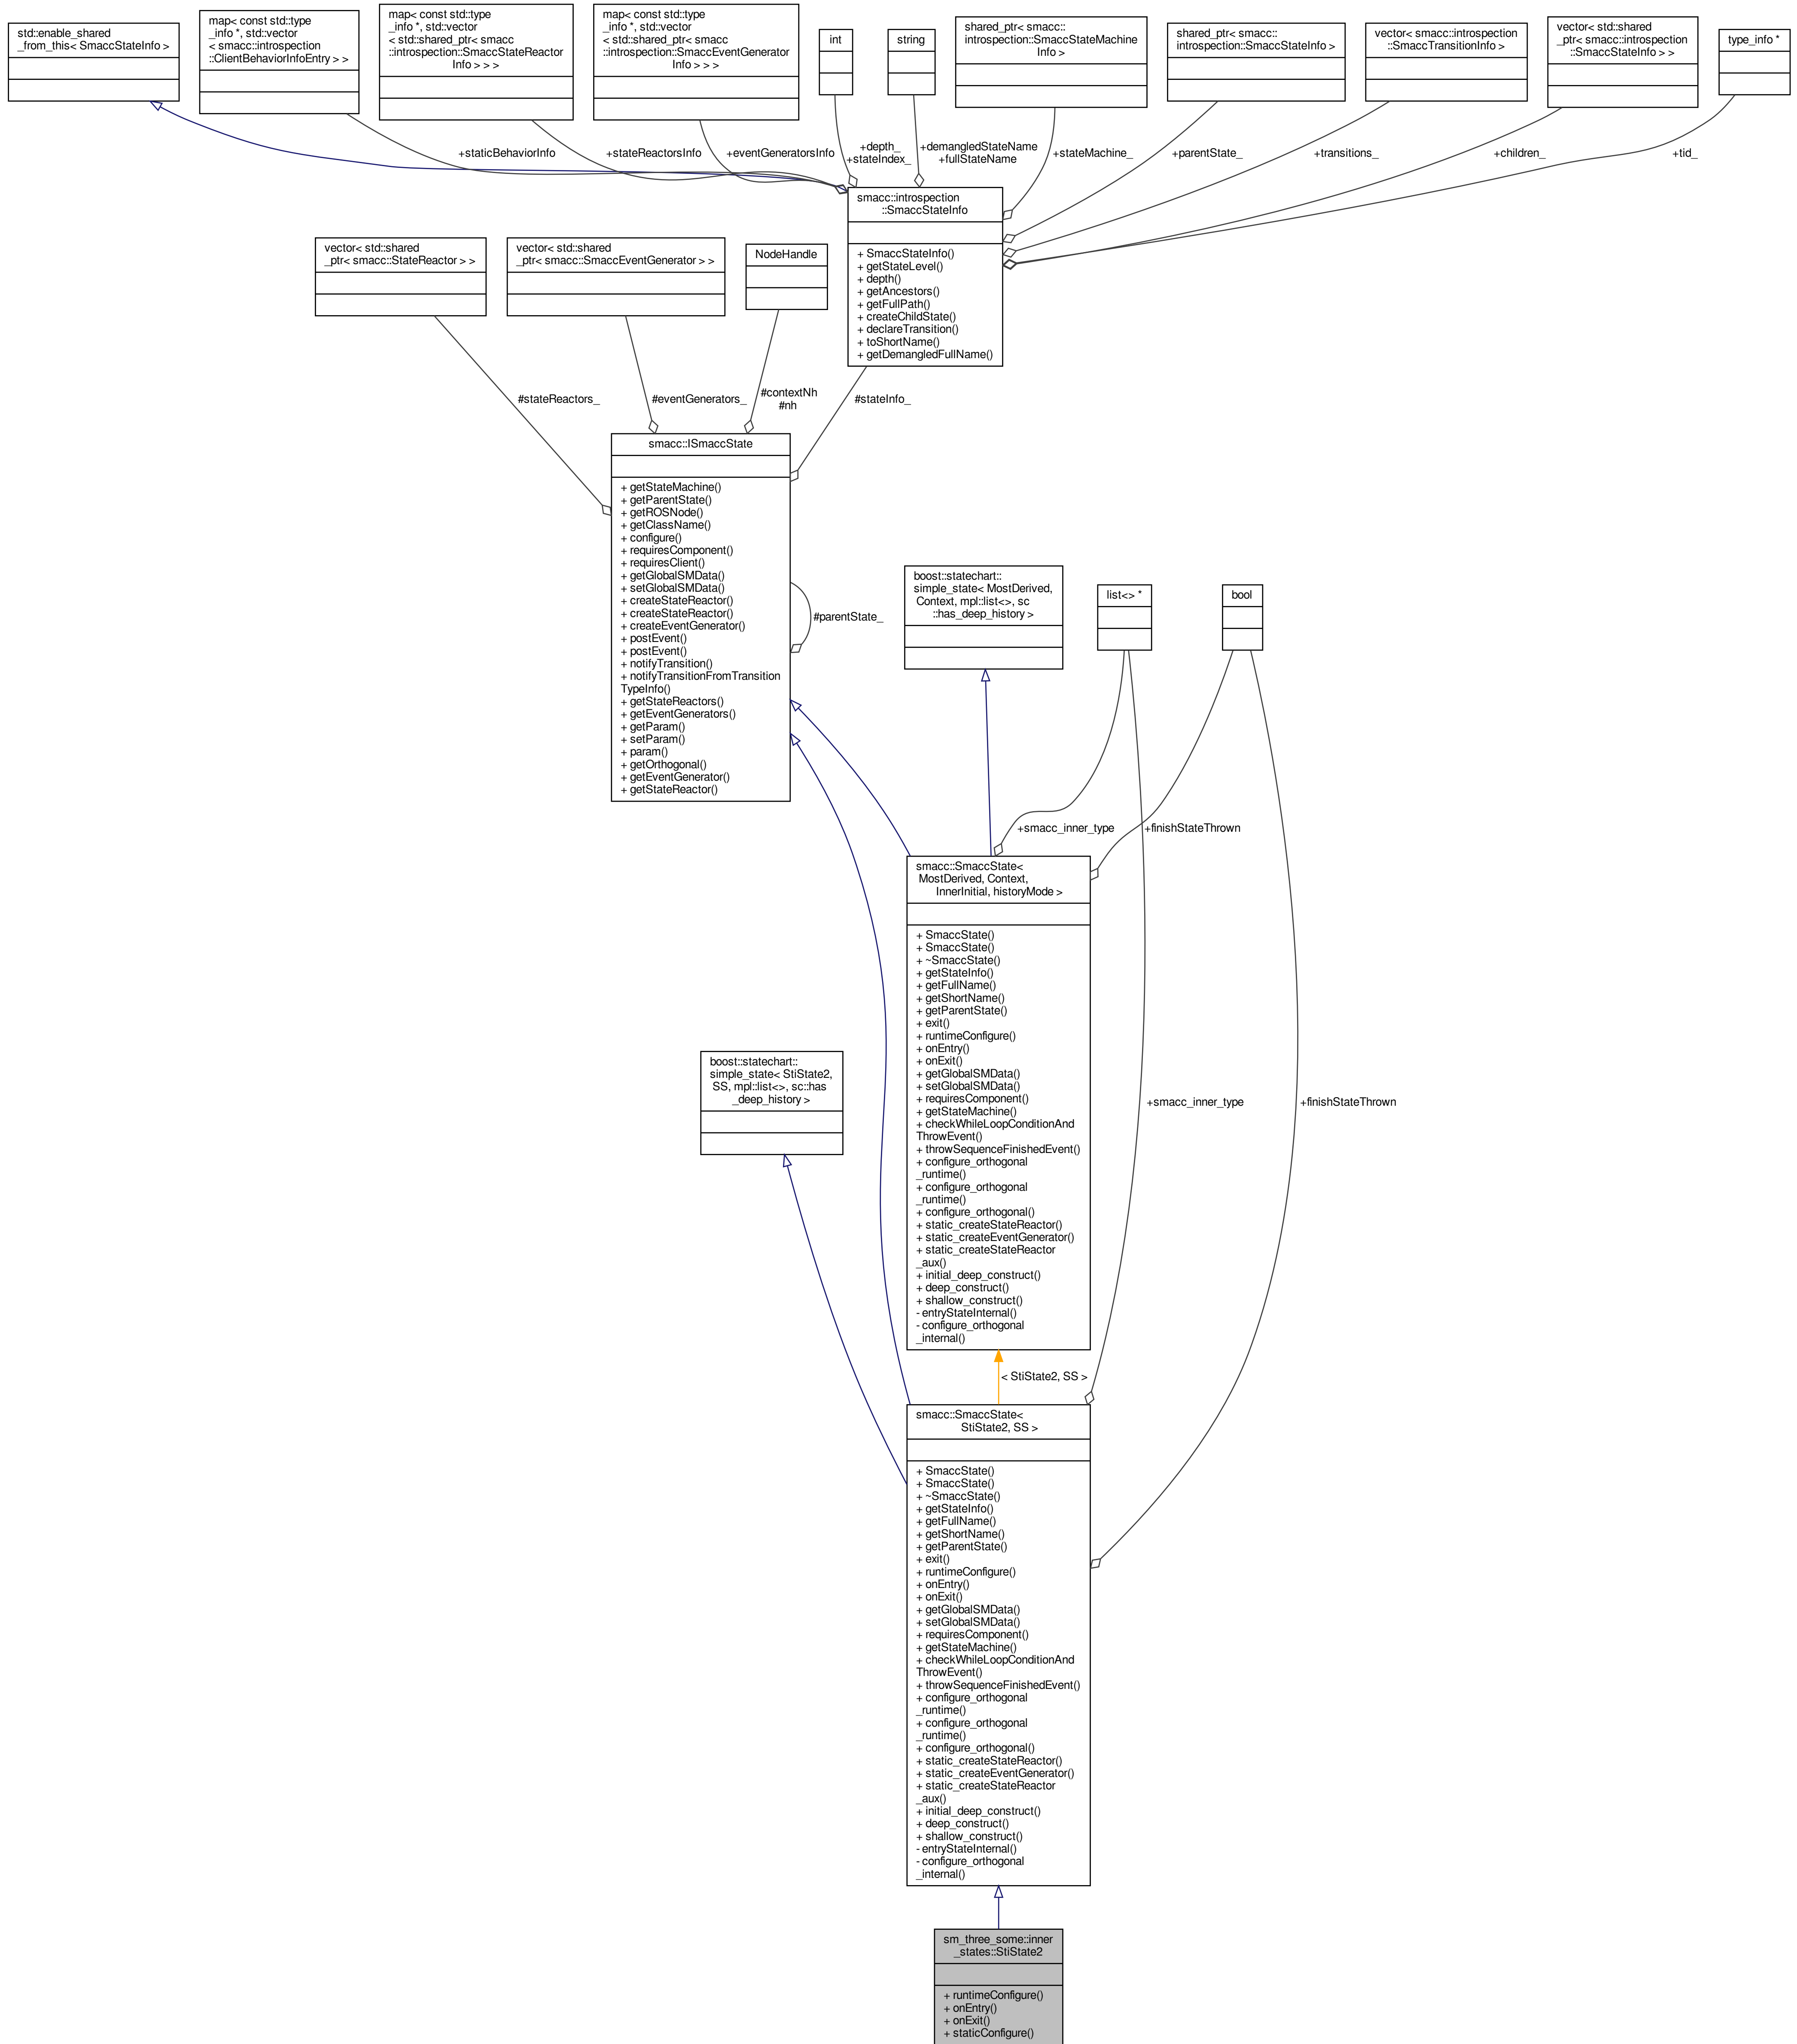 std::enable_shared
_from_this< SmaccStateInfo >
map< const std::type
_info *, std::vector
< smacc::introspection
::ClientBehaviorInfoEntry > >
map< const std::type
_info *, std::vector
< std::shared_ptr< smacc
::introspection::SmaccStateReactor
Info > > >
map< const std::type
_info *, std::vector
< std::shared_ptr< smacc
::introspection::SmaccEventGenerator
Info > > >
int
string
shared_ptr< smacc::
introspection::SmaccStateMachine
Info >
shared_ptr< smacc::
introspection::SmaccStateInfo >
vector< smacc::introspection
::SmaccTransitionInfo >
vector< std::shared
_ptr< smacc::introspection
::SmaccStateInfo > >
type_info *
+staticBehaviorInfo
+stateReactorsInfo
+eventGeneratorsInfo
+depth_
+stateIndex_
+demangledStateName
+fullStateName
+stateMachine_
+parentState_
+transitions_
+children_
+tid_
smacc::introspection
::SmaccStateInfo
+ SmaccStateInfo()
+ getStateLevel()
+ depth()
+ getAncestors()
+ getFullPath()
+ createChildState()
+ declareTransition()
+ toShortName()
+ getDemangledFullName()
vector< std::shared
_ptr< smacc::StateReactor > >
vector< std::shared
_ptr< smacc::SmaccEventGenerator > >
NodeHandle
#stateReactors_
#eventGenerators_
#contextNh
#nh
#stateInfo_
smacc::ISmaccState
+ getStateMachine()
+ getParentState()
+ getROSNode()
+ getClassName()
+ configure()
+ requiresComponent()
+ requiresClient()
+ getGlobalSMData()
+ setGlobalSMData()
+ createStateReactor()
+ createStateReactor()
+ createEventGenerator()
+ postEvent()
+ postEvent()
+ notifyTransition()
+ notifyTransitionFromTransition
TypeInfo()
+ getStateReactors()
+ getEventGenerators()
+ getParam()
+ setParam()
+ param()
+ getOrthogonal()
+ getEventGenerator()
+ getStateReactor()
#parentState_
boost::statechart::
simple_state< MostDerived,
Context, mpl::list<>, sc
::has_deep_history >
list<> *
bool
+smacc_inner_type
+finishStateThrown
smacc::SmaccState<
MostDerived, Context,
InnerInitial, historyMode >
+ SmaccState()
+ SmaccState()
+ ~SmaccState()
+ getStateInfo()
+ getFullName()
+ getShortName()
+ getParentState()
+ exit()
+ runtimeConfigure()
+ onEntry()
+ onExit()
+ getGlobalSMData()
+ setGlobalSMData()
+ requiresComponent()
+ getStateMachine()
+ checkWhileLoopConditionAnd
ThrowEvent()
+ throwSequenceFinishedEvent()
+ configure_orthogonal
_runtime()
+ configure_orthogonal
_runtime()
+ configure_orthogonal()
+ static_createStateReactor()
+ static_createEventGenerator()
+ static_createStateReactor
_aux()
+ initial_deep_construct()
+ deep_construct()
+ shallow_construct()
- entryStateInternal()
- configure_orthogonal
_internal()
boost::statechart::
simple_state< StiState2,
SS, mpl::list<>, sc::has
_deep_history >
+smacc_inner_type
+finishStateThrown
< StiState2, SS >
smacc::SmaccState<
StiState2, SS >
+ SmaccState()
+ SmaccState()
+ ~SmaccState()
+ getStateInfo()
+ getFullName()
+ getShortName()
+ getParentState()
+ exit()
+ runtimeConfigure()
+ onEntry()
+ onExit()
+ getGlobalSMData()
+ setGlobalSMData()
+ requiresComponent()
+ getStateMachine()
+ checkWhileLoopConditionAnd
ThrowEvent()
+ throwSequenceFinishedEvent()
+ configure_orthogonal
_runtime()
+ configure_orthogonal
_runtime()
+ configure_orthogonal()
+ static_createStateReactor()
+ static_createEventGenerator()
+ static_createStateReactor
_aux()
+ initial_deep_construct()
+ deep_construct()
+ shallow_construct()
- entryStateInternal()
- configure_orthogonal
_internal()
sm_three_some::inner
_states::StiState2
+ runtimeConfigure()
+ onEntry()
+ onExit()
+ staticConfigure()